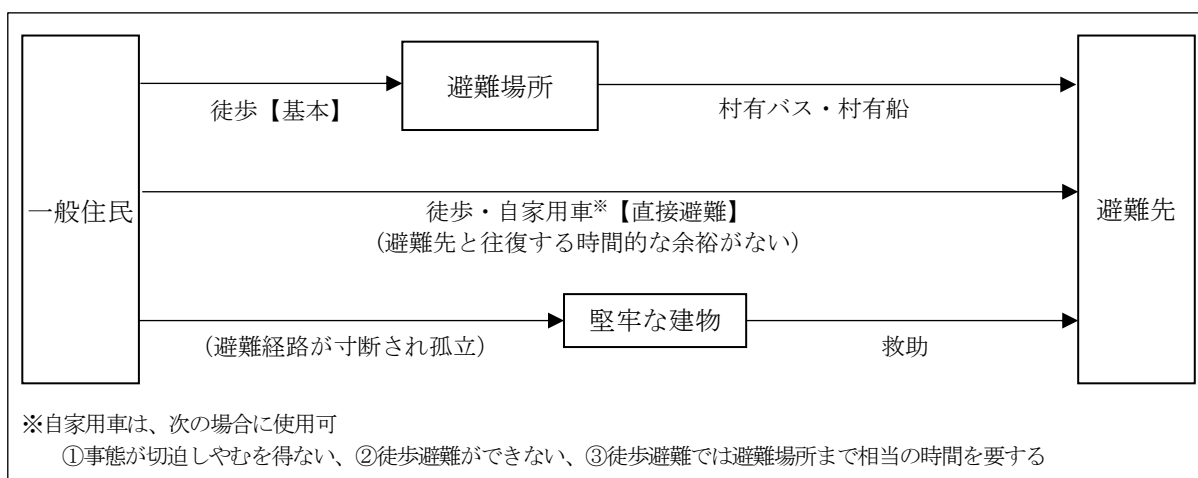 一般住民
徒歩【基本】
避難場所
村有バス・村有船
避難先
徒歩・自家用車※【直接避難】
(避難先と往復する時間的な余裕がない)
(避難経路が寸断され孤立)
堅牢な建物
救助
※自家用車は、次の場合に使用可
①事態が切迫しやむを得ない、②徒歩避難ができない、③徒歩避難では避難場所まで相当の時間を要する